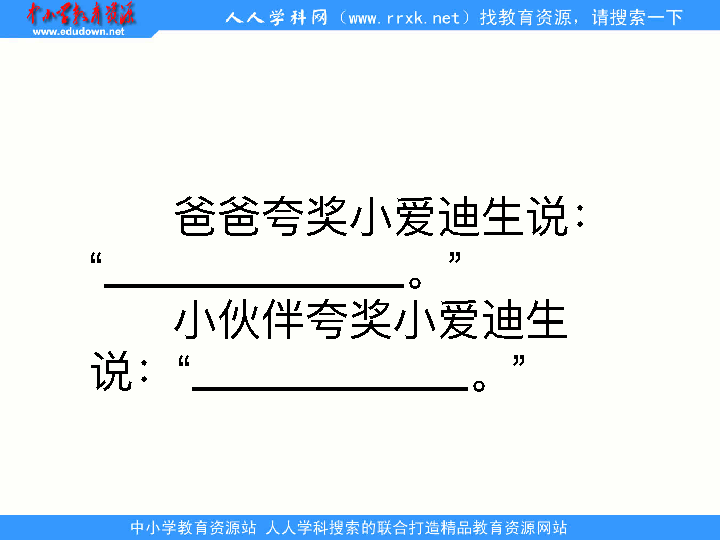 中小学教育资源
www.edudown.net
人人学科网（www.rrxk.net）找教育资源，请搜索一下
爸爸夸奖小爱迪生说：
“______________。”
小伙伴夸奖小爱迪生
说：“_____________。”
中小学教育资源站 人人学科搜索的联合打造精品教育资源网站